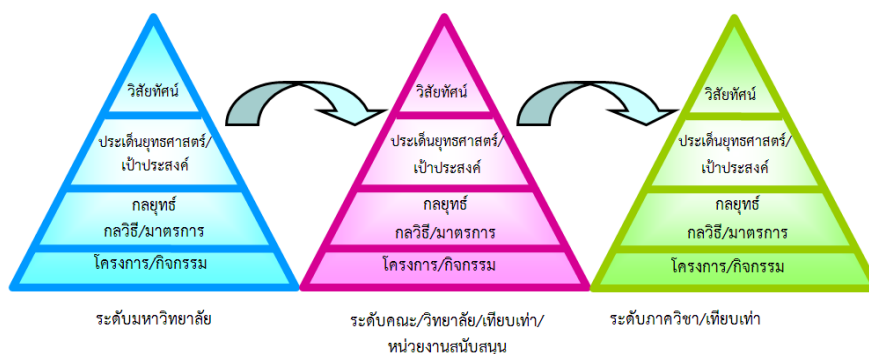 วิสัยทัศน์
ประเด็นยุทธศาสตร์/
เป้าประสงค์
กลยุทธ์
กลวิธี/มาตรการ
โครงการ/กิจกรรม
ระดับมหาวิทยาลัย
วิสัยทัศน์
ประเด็นยุทธศาสตร์/
เป้าประสงค์
กลยุทธ์
กลวิธี/มาตรการ
โครงการ/กิจกรรม
ระดับคณะ/วิทยาลัย/เทียบเท่า/
หน่วยงานสนับสนุน
วิสัยทัศน์
ประเด็นยุทธศาสตร์/
เป้าประสงค์
กลยุทธ์
กลวิธี/มาตรการ
โครงการ/กิจกรรม
ระดับภาควิชา/เทียบเท่า